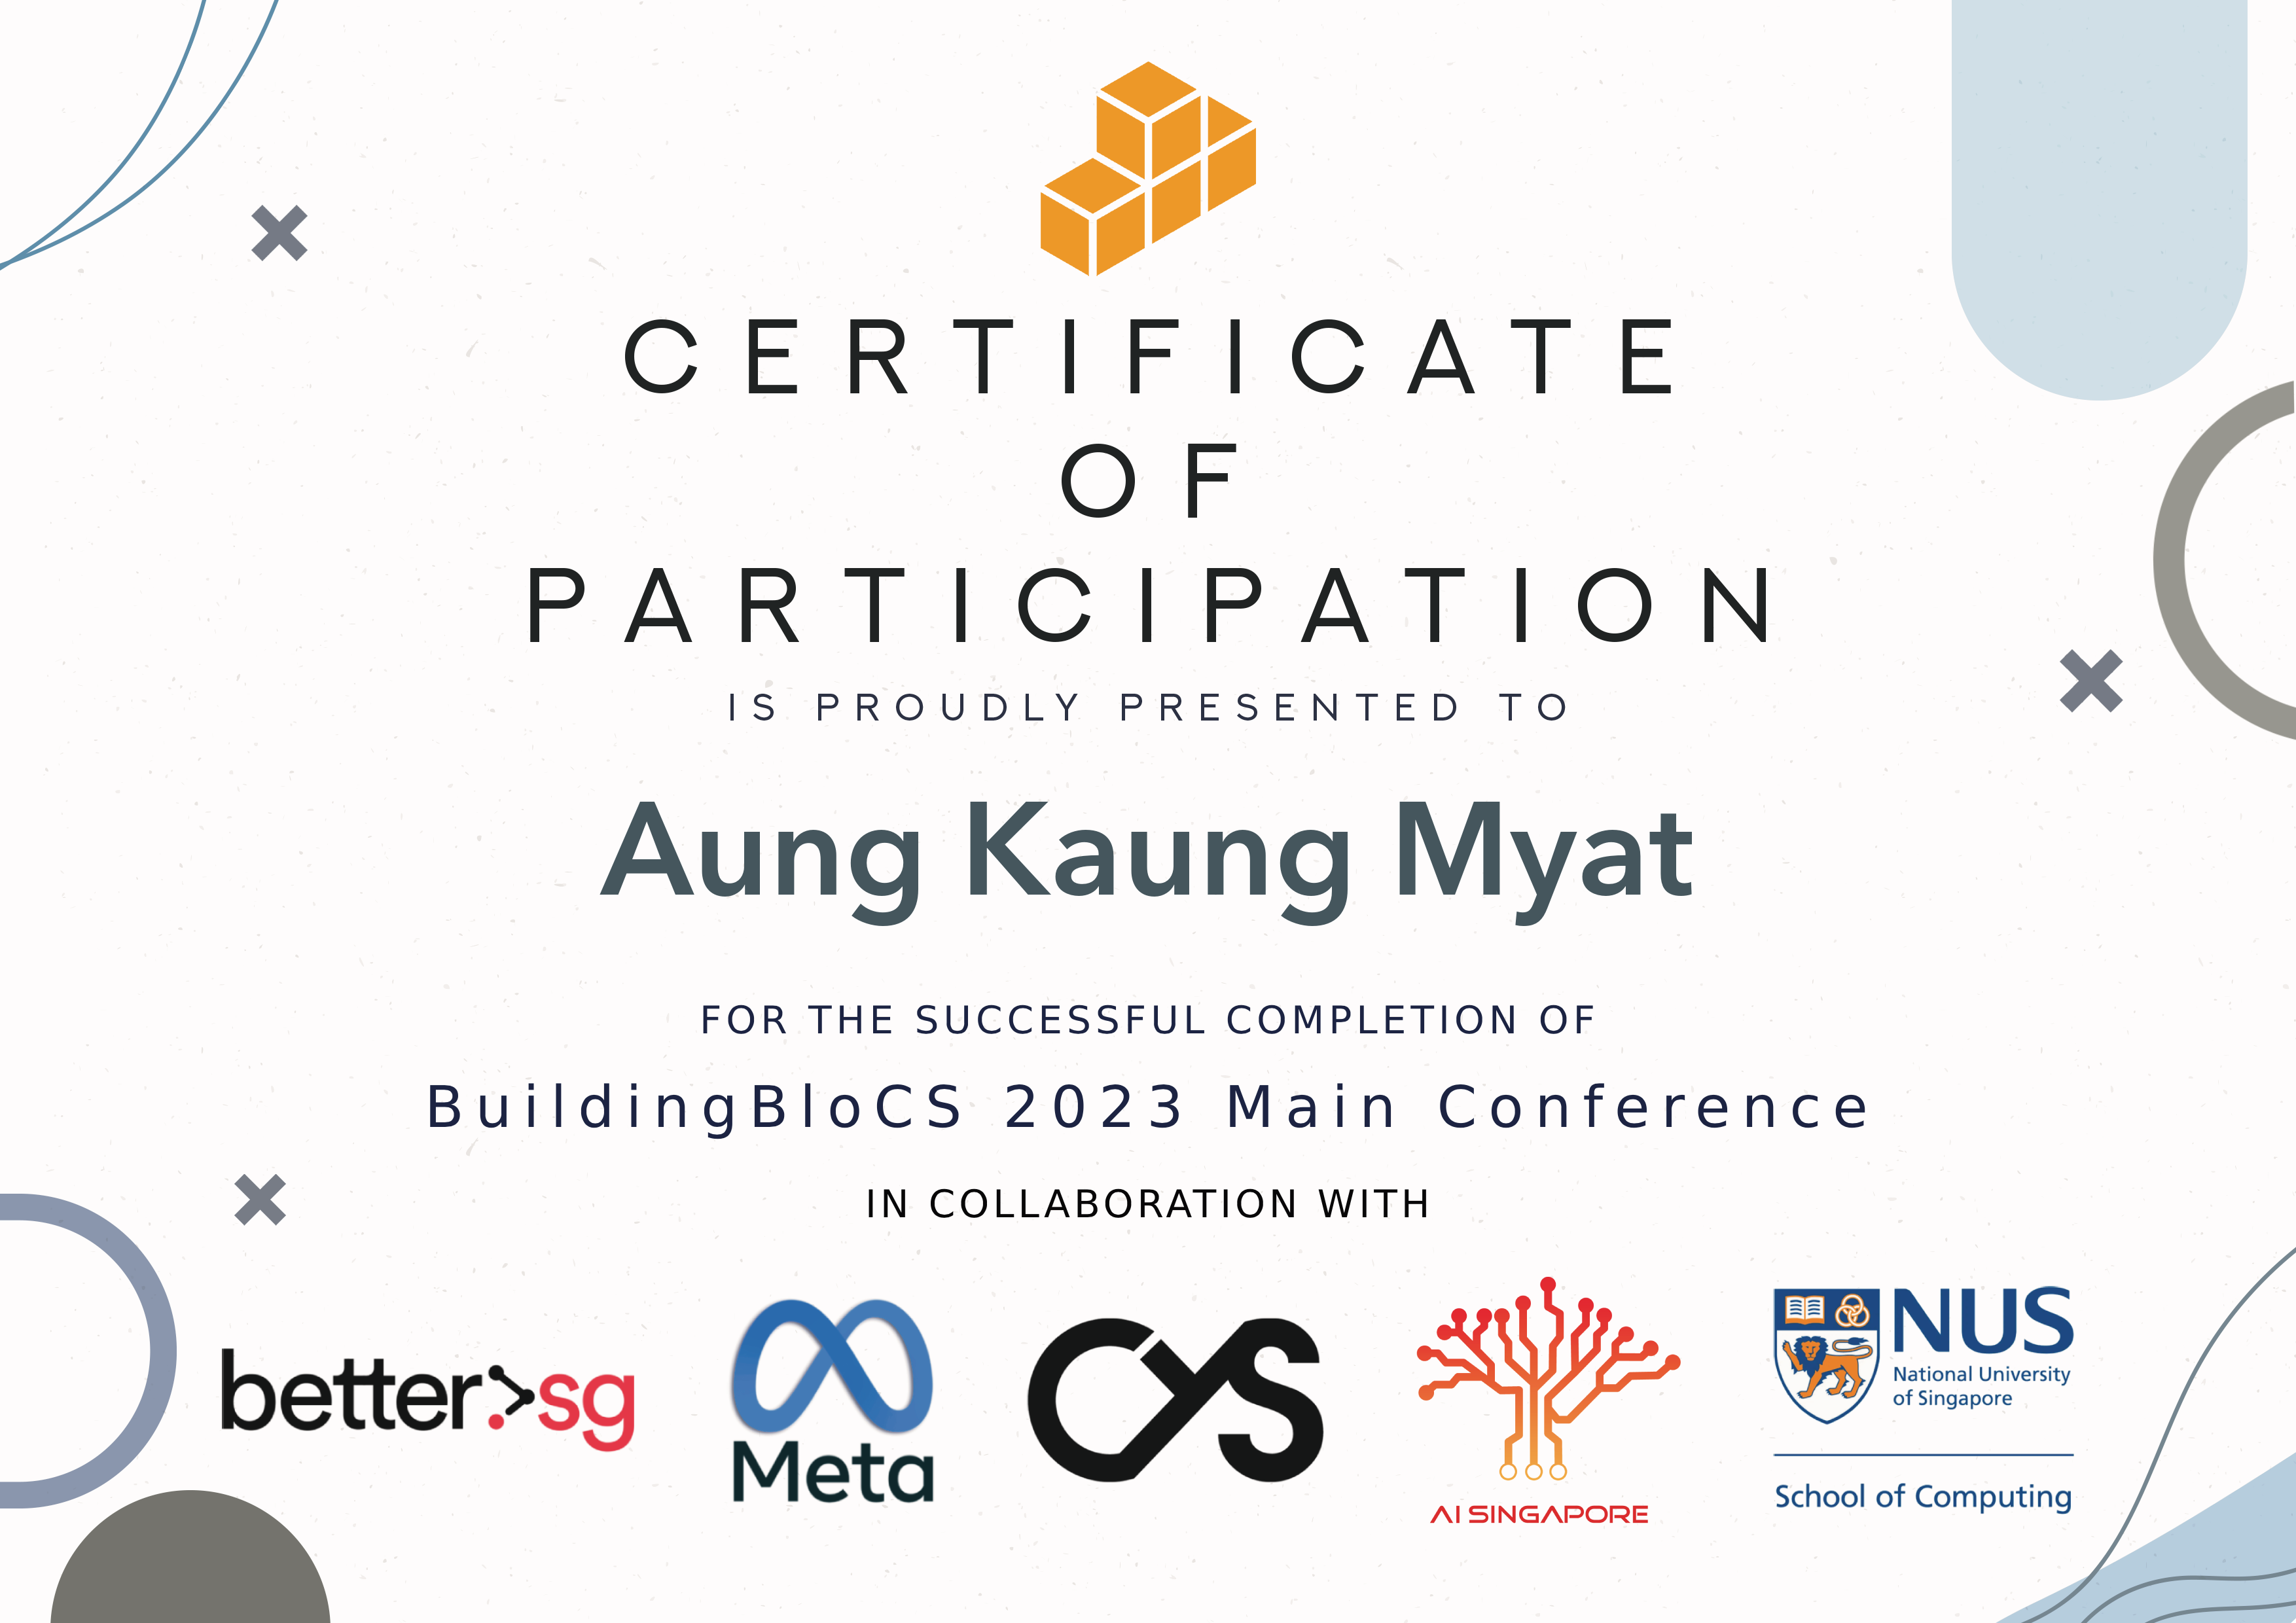 CERTIFICATE
OF
PARTICIPATION
IS PROUDLY PRESENTED TO
Aung Kaung Myat
FOR THE SUCCESSFUL COMPLETION OF
BuildingBloCS 2023 Main Conference
IN COLLABORATION WITH
better.sg
Meta
CXS
AI SINGAPORE
NUS
National University
of Singapore
School of Computing